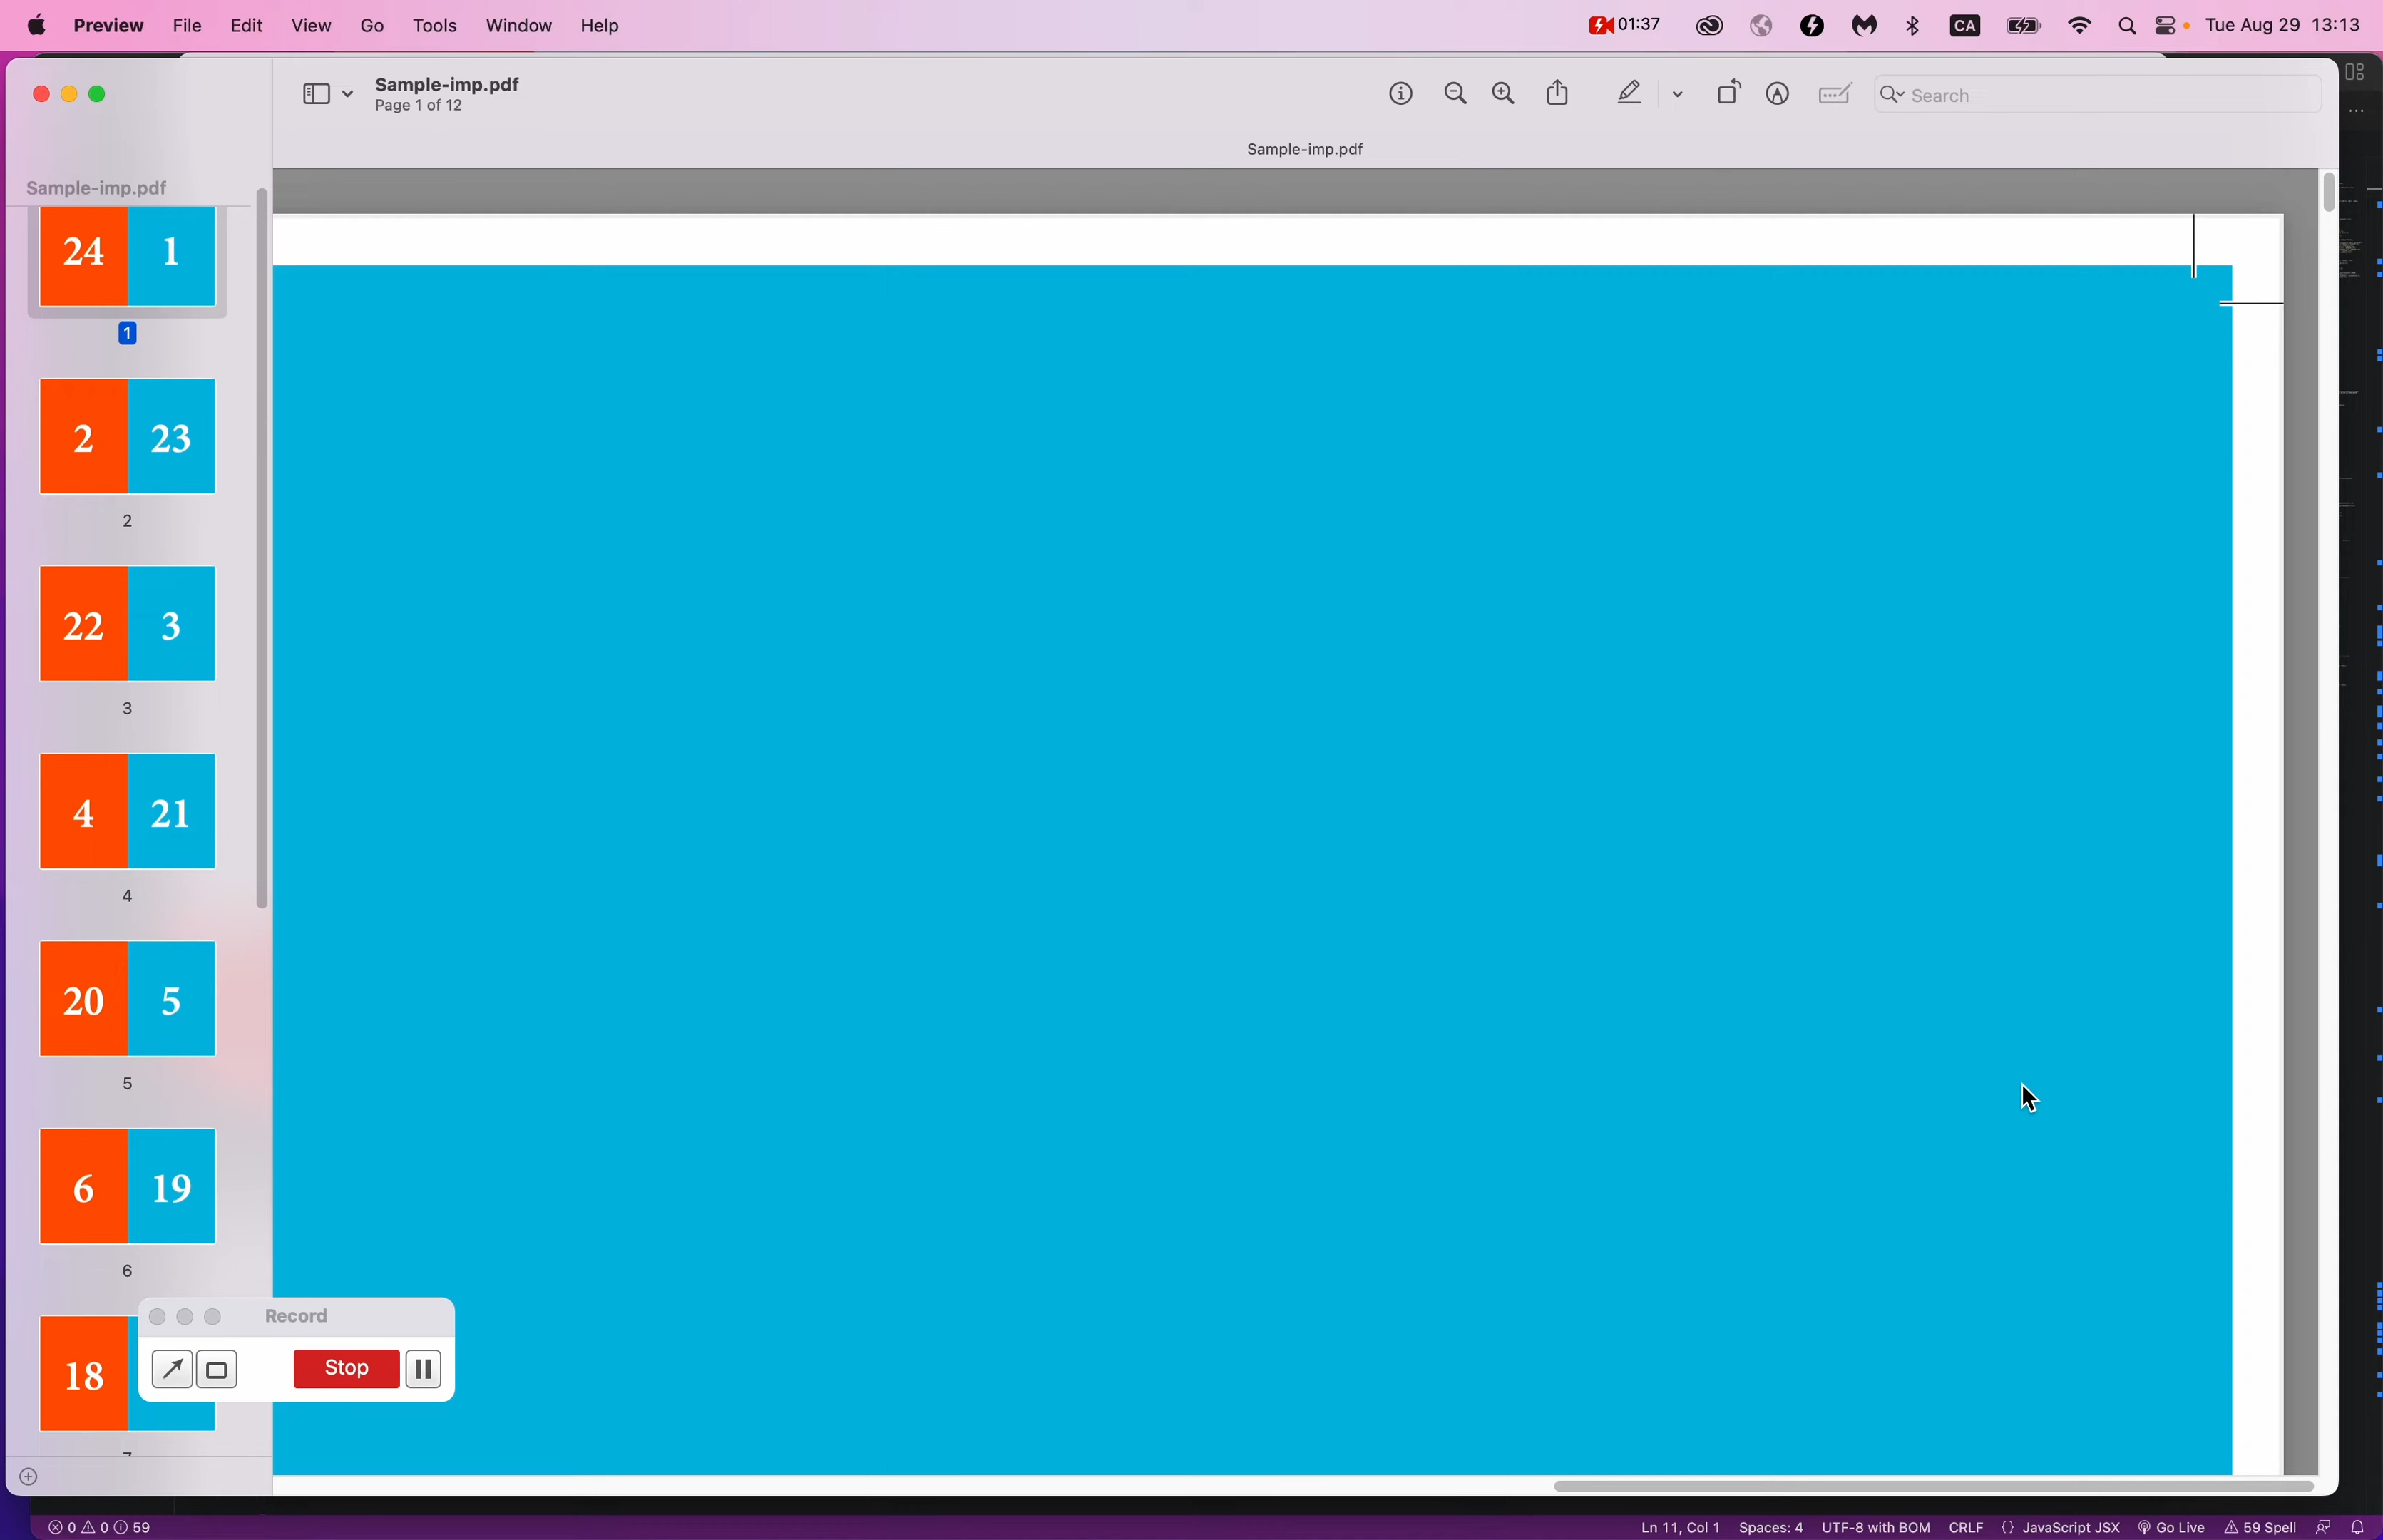 Preview File Edit View Go Tools Window Help 01:37 CA Tue Aug 29 13:13
Sample-imp.pdf
Page 1 of 12
Search
Sample-imp.pdf
Sample-imp.pdf
24 1
1
2 23
2
22 3
3
4 21
4
20 5
5
6 19
6
18
7
Record
Stop
0 0 59 Ln 11, Col 1 Spaces: 4 UTF-8 with BOM CRLF {} JavaScript JSX Go Live 59 Spell